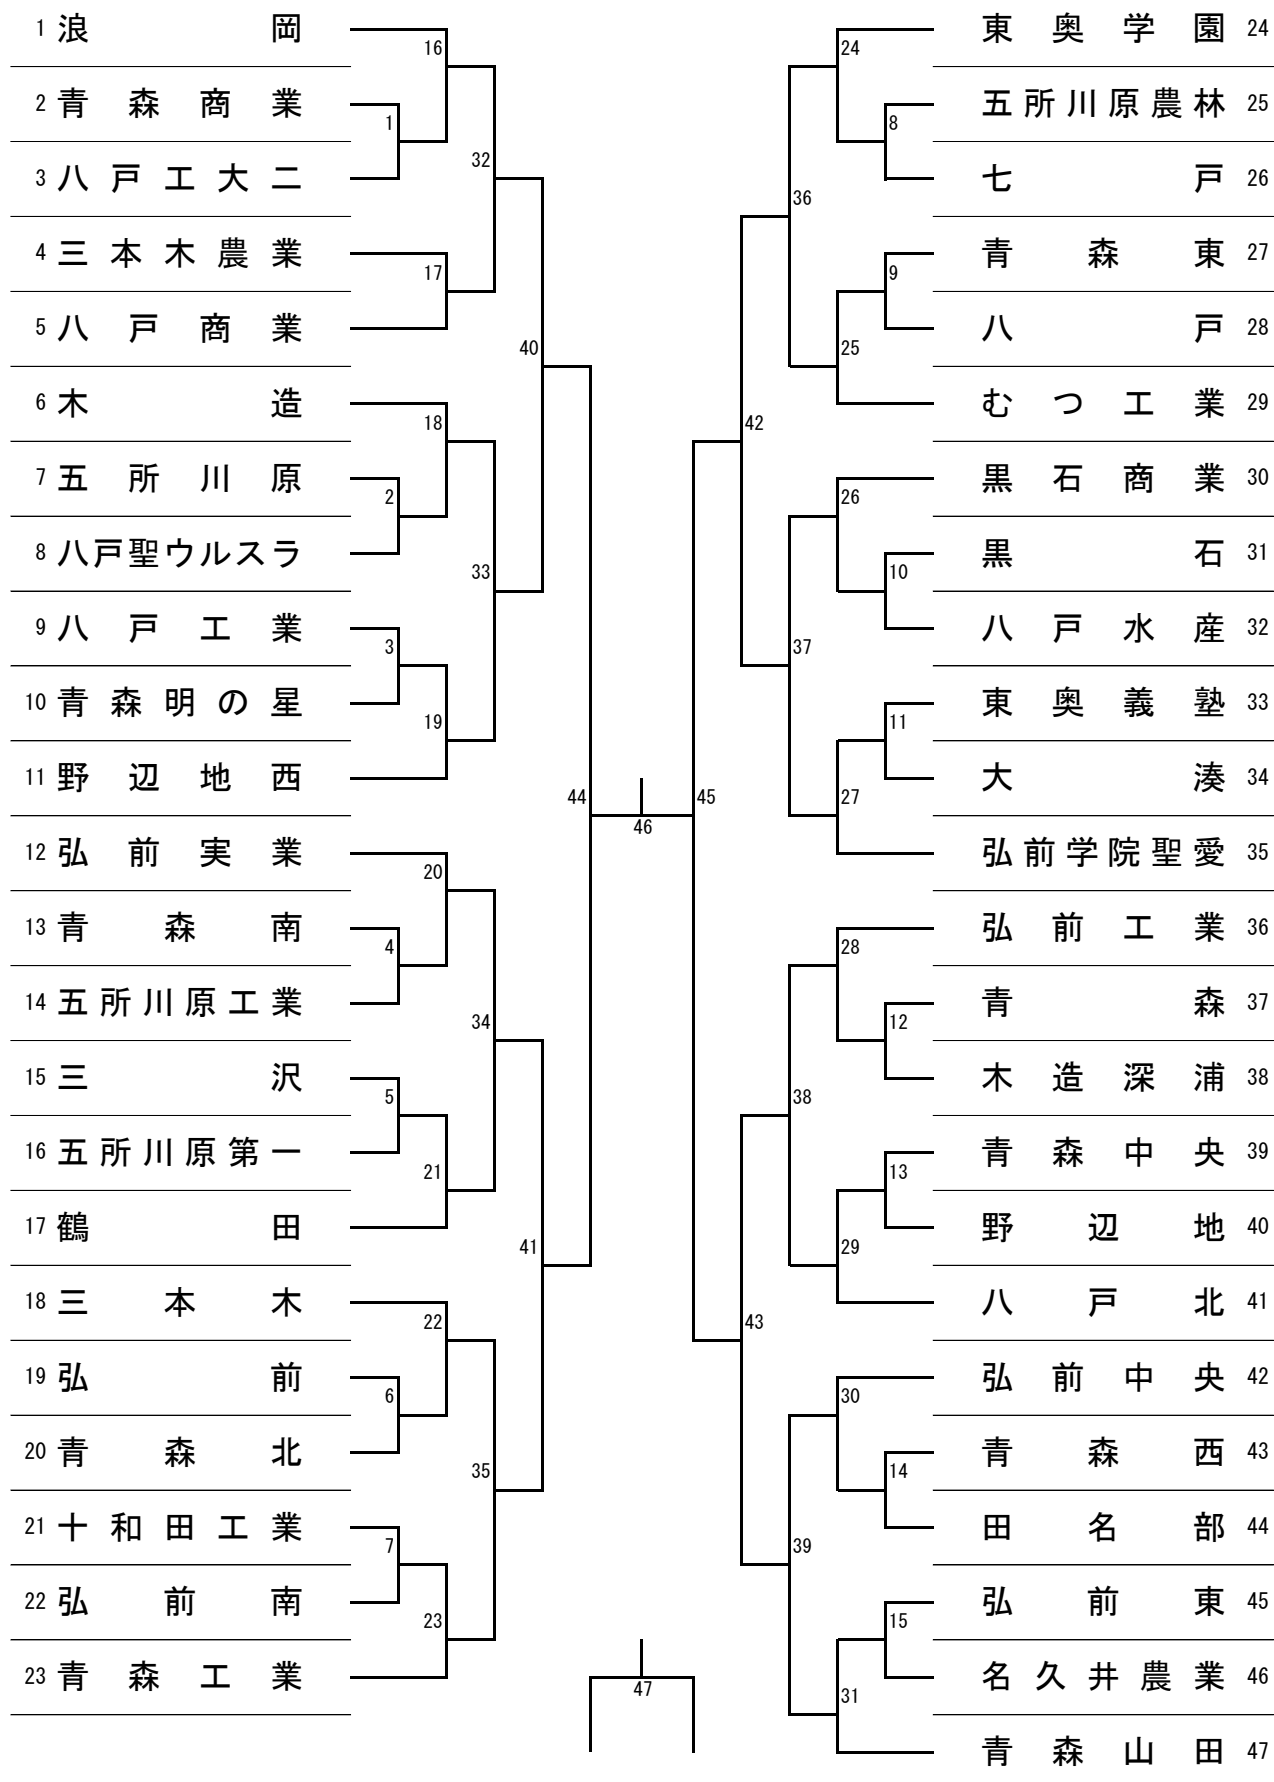 1 浪岡
2 青森商業
3 八戸工大二
4 三本木農業
5 八戸商業
6 木造
7 五所川原
8 八戸聖ウルスラ
9 八戸工業
10 青森明の星
11 野辺地西
12 弘前実業
13 青森南
14 五所川原工業
15 三沢
16 五所川原第一
17 鶴田
18 三本木
19 弘前
20 青森北
21 十和田工業
22 弘前南
23 青森工業
16
1
32
17
40
18
2
33
3
19
44
20
4
34
5
21
41
22
6
35
7
23
46
47
45
24
8
36
9
25
42
26
10
37
11
27
28
12
38
13
29
43
30
14
39
15
31
東奥学園 24
五所川原農林 25
七戸 26
青森東 27
八戸 28
むつ工業 29
黒石商業 30
黒石 31
八戸水産 32
東奥義塾 33
大湊 34
弘前学院聖愛 35
弘前工業 36
青森 37
木造深浦 38
青森中央 39
野辺地 40
八戸北 41
弘前中央 42
青森西 43
田名部 44
弘前東 45
名久井農業 46
青森山田 47